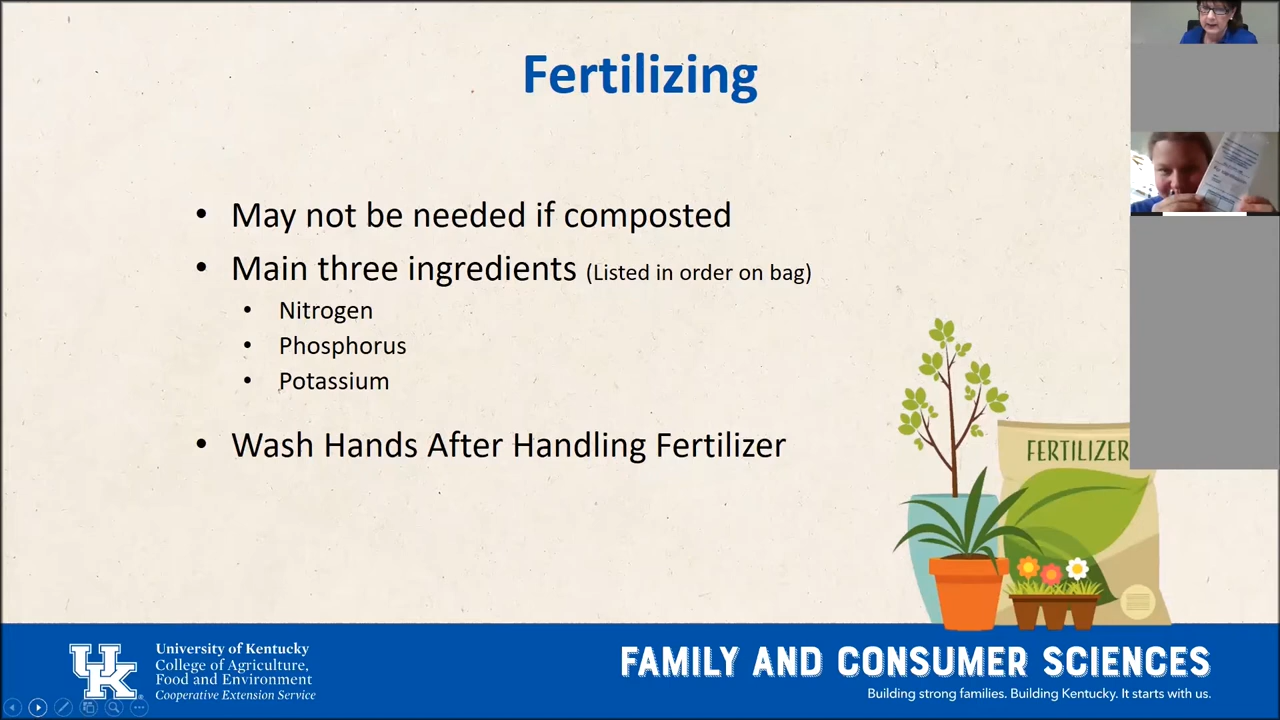 Fertilizing
• May not be needed if composted
• Main three ingredients (Listed in order on bag)
• Nitrogen
• Phosphorus
• Potassium
• Wash Hands After Handling Fertilizer
FERTILIZER
UK
University of Kentucky
College of Agriculture,
Food and Environment
Cooperative Extension Service
FAMILY AND CONSUMER SCIENCES
Building strong families. Building Kentucky. It starts with us.